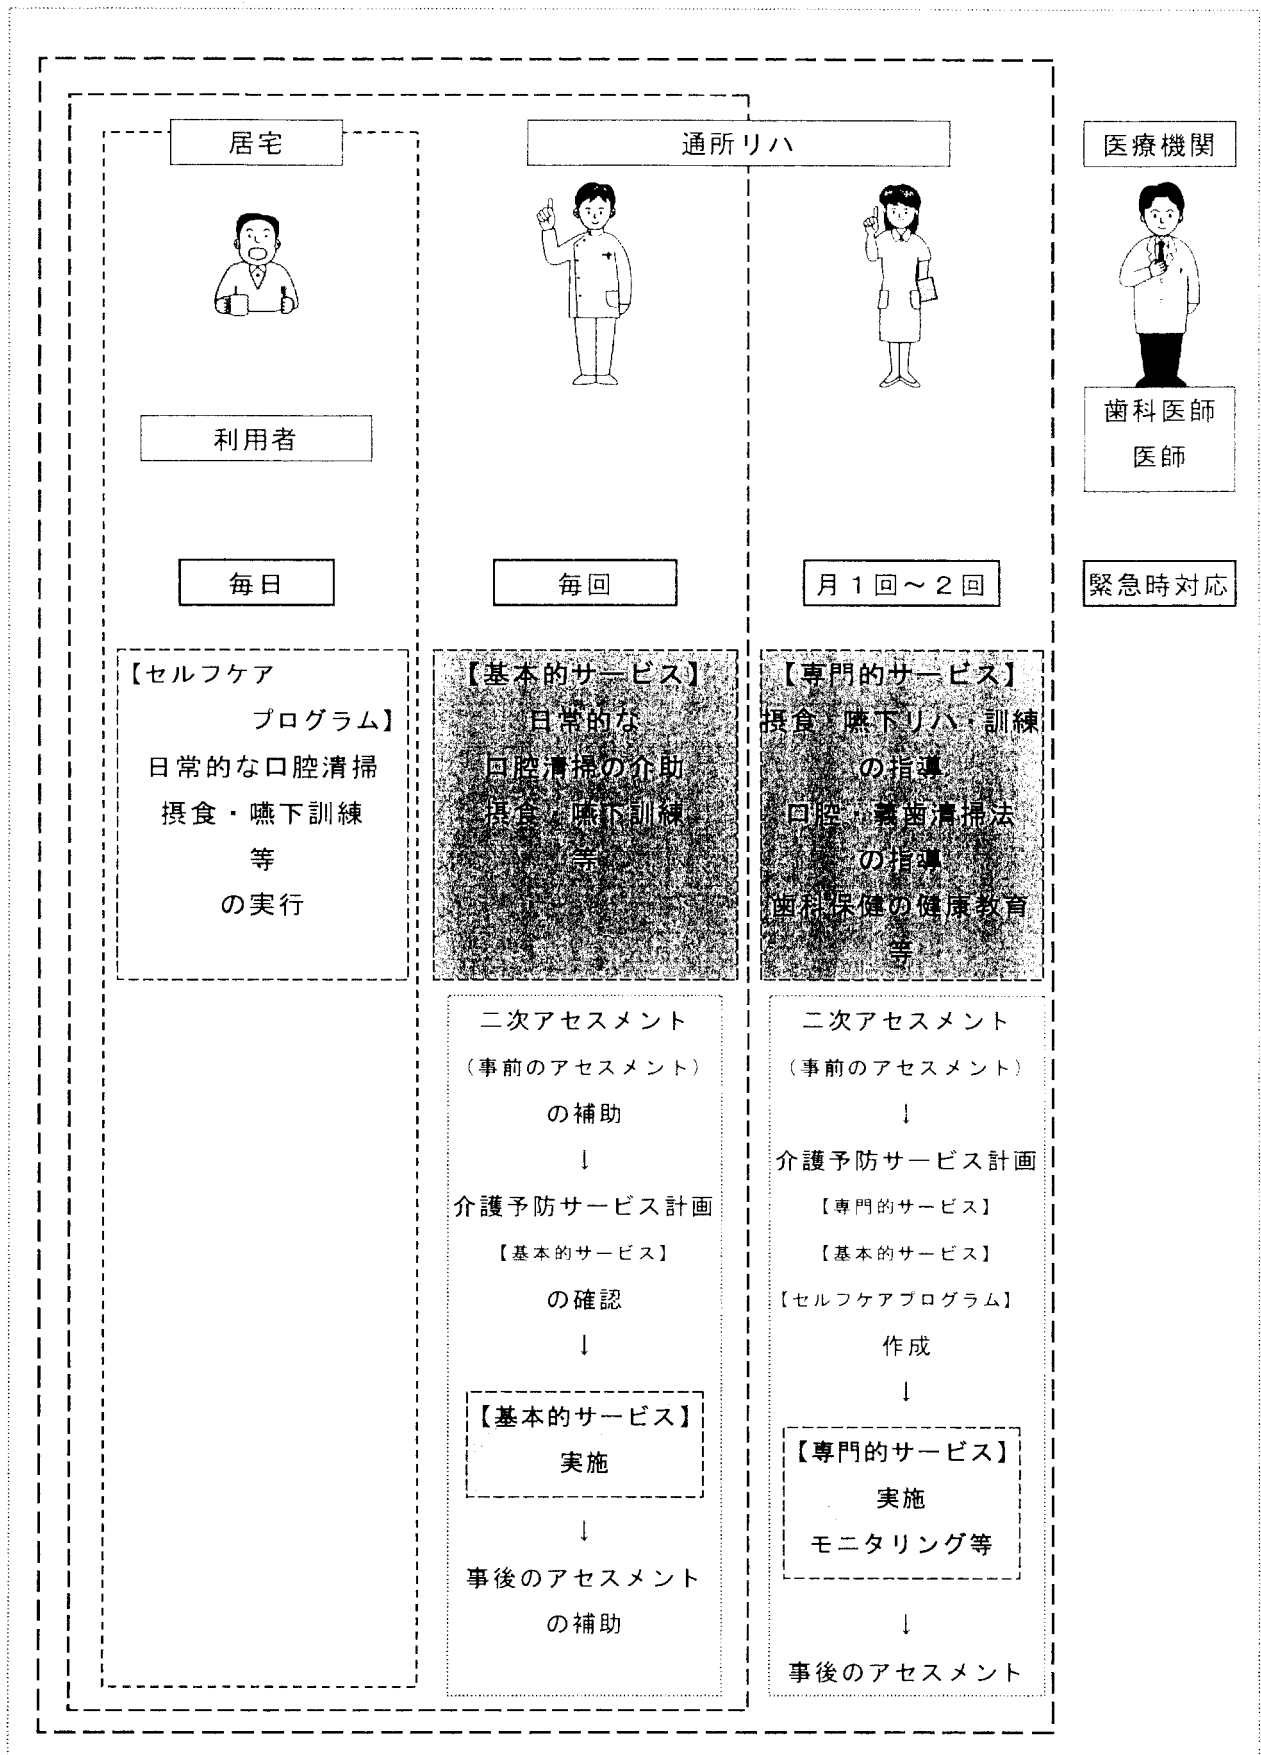 居宅
通所リハ
医療機関
利用者
歯科医師
医師
毎日
毎回
月1回～2回
緊急時対応
【セルフケア
プログラム】
日常的な口腔清掃
摂食・嚥下訓練
等
の実行
【基本的サービス】
日常的な
口腔清掃の介助
摂食・嚥下訓練
等
【専門的サービス】
摂食・嚥下リハ・訓練
の指導
口腔・義歯清掃法
の指導
歯科保健の健康教育
等
二次アセスメント
（事前のアセスメント）
の補助
↓
介護予防サービス計画
【基本的サービス】
の確認
↓
【基本的サービス】
実施
↓
事後のアセスメント
の補助
二次アセスメント
（事前のアセスメント）
↓
介護予防サービス計画
【専門的サービス】
【基本的サービス】
【セルフケアプログラム】
作成
↓
【専門的サービス】
実施
モニタリング等
↓
事後のアセスメント